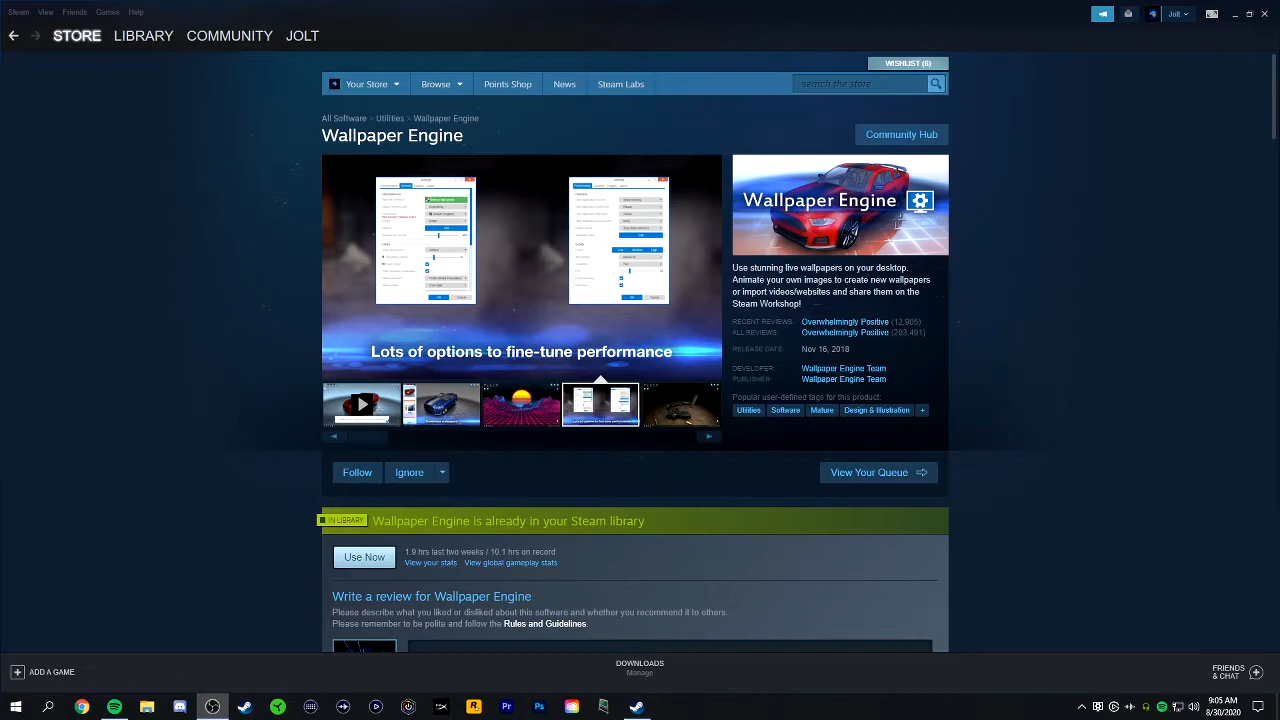 Steam View Friends Games Help
Jolt
STORE LIBRARY COMMUNITY JOLT
WISHLIST (6)
Your Store Browse Points Shop News Steam Labs search the store
All Software > Utilities > Wallpaper Engine
Wallpaper Engine
Community Hub
Wallpaper Engine
Use stunning live wallpapers on your desktop.
Animate your own images to create new wallpapers
or import videos/websites and share them on the
Steam Workshop!
RECENT REVIEWS: Overwhelmingly Positive (12,905)
ALL REVIEWS: Overwhelmingly Positive (203,491)
RELEASE DATE: Nov 16, 2018
DEVELOPER: Wallpaper Engine Team
PUBLISHER: Wallpaper Engine Team
Popular user-defined tags for this product:
Utilities Software Mature Design & Illustration +
Lots of options to fine-tune performance
Follow Ignore View Your Queue
IN LIBRARY Wallpaper Engine is already in your Steam library
Use Now
1.9 hrs last two weeks / 10.1 hrs on record
View your stats View global gameplay stats
Write a review for Wallpaper Engine
Please describe what you liked or disliked about this software and whether you recommend it to others.
Please remember to be polite and follow the Rules and Guidelines.
ADD A GAME
DOWNLOADS
Manage
FRIENDS
& CHAT
9:05 AM
8/30/2020